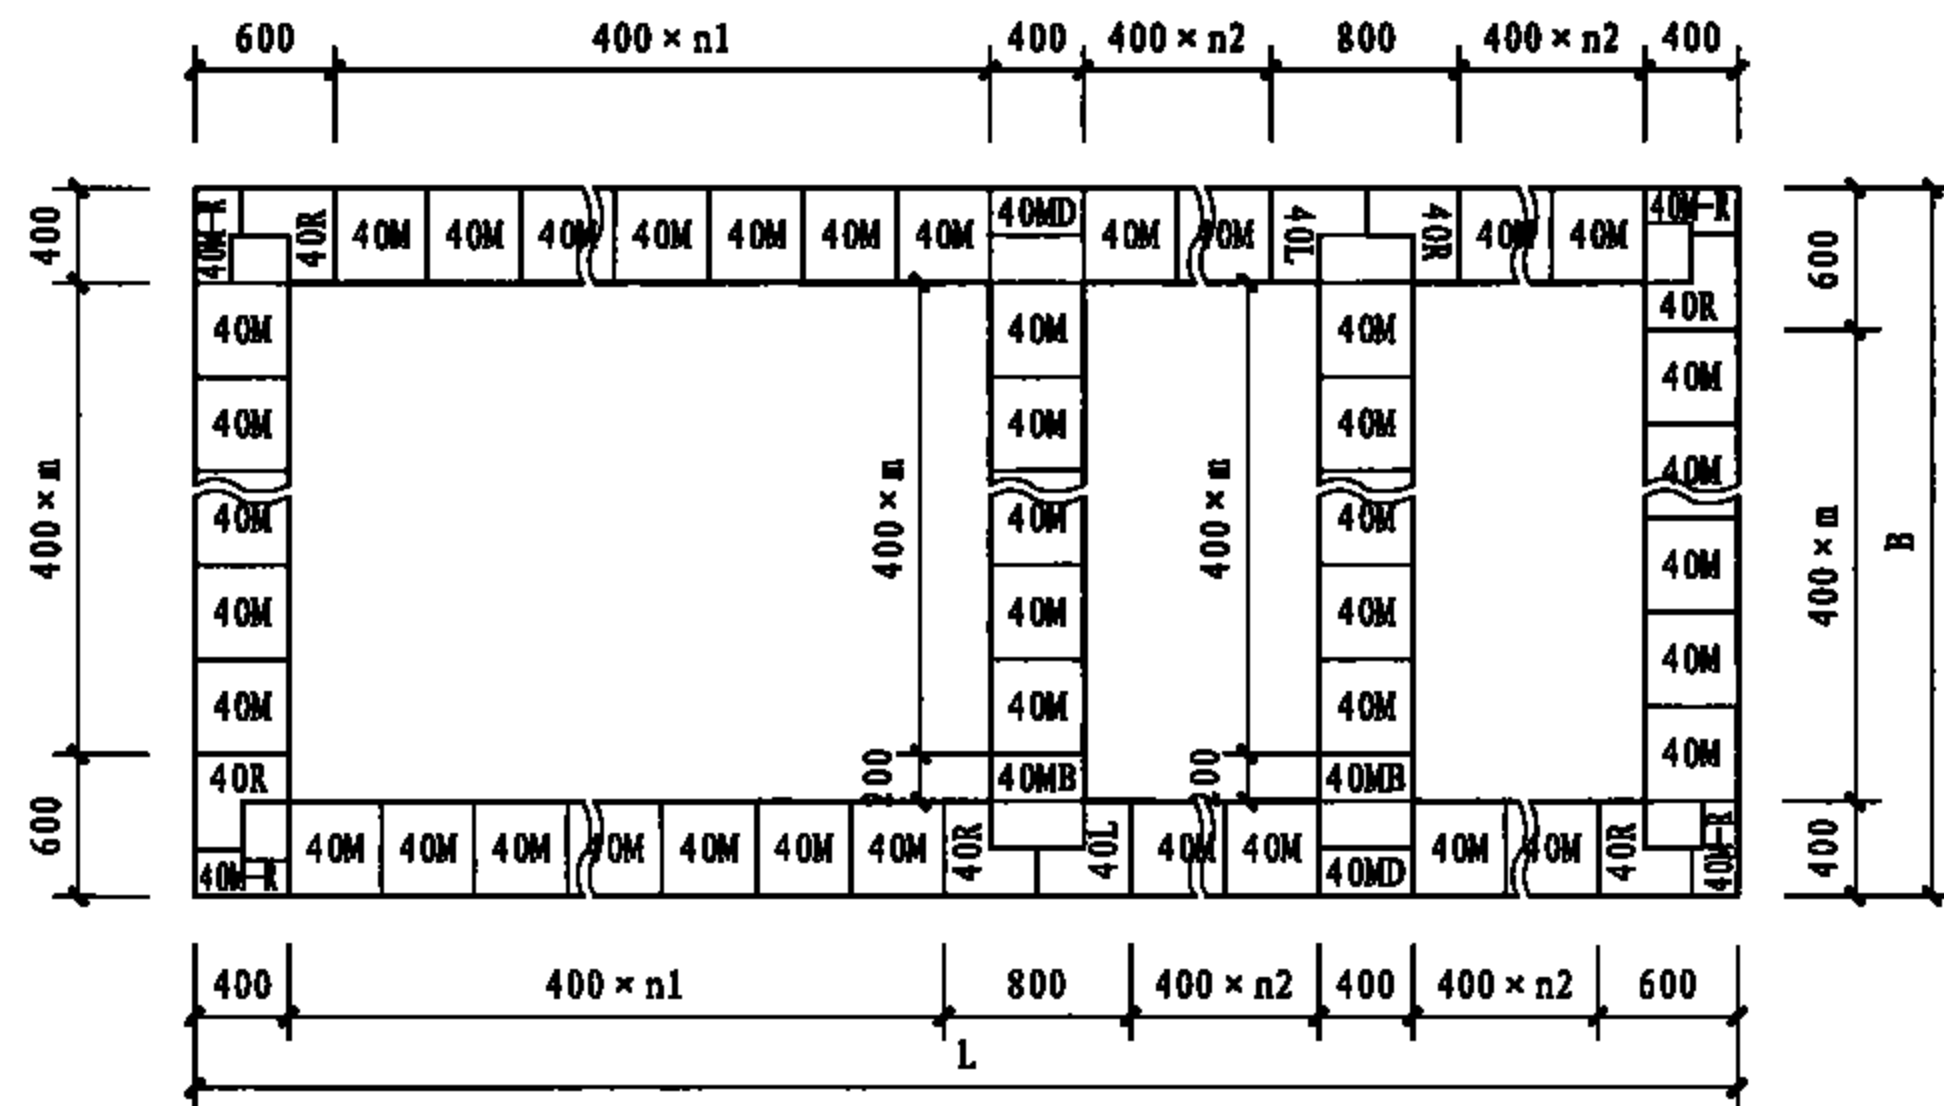 600 400×n1 400 400×n2 800 400×n2 400
40M-R 40R 40M 40M 40M 40M 40M 40M 40M 40MD 40M 40M 40L 40R 40M 40M 40M-R
400 600
40M 40M 40M 40R
40M 40M 40M 40M
400×m 400×m 400×m 40M
40M 40M 40M 400×m B
40M 40M 40M 40M
40M 40M 40M 40M
40M
40R 200 40MB 200 40MB
600 40M 40M 40M 40M 40M 40M 40M 40R 40L 40M 40M 40M 40M 40R 40M-R 400
40M-R 40MD
400 400×n1 800 400×n2 400 400×n2 600
L